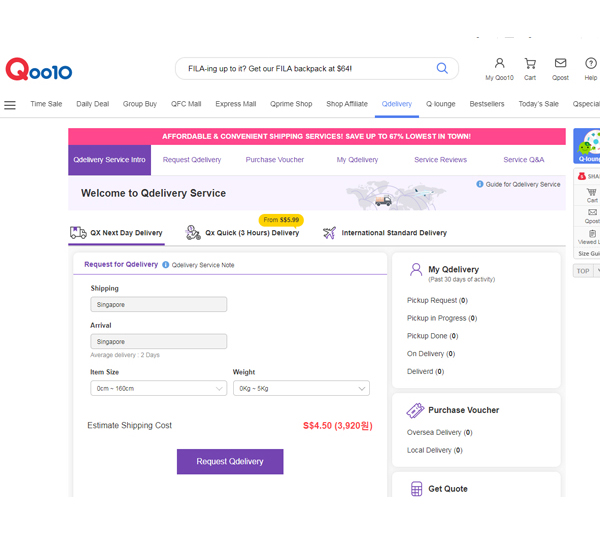 Qoo10
FILA-ing up to it? Get our FILA backpack at $64!
My Qoo10 Cart Qpost Help
Time Sale Daily Deal Group Buy QFC Mall Express Mall Qprime Shop Shop Affiliate Qdelivery Q lounge Bestsellers Today's Sale Qspecial
AFFORDABLE & CONVENIENT SHIPPING SERVICES! SAVE UP TO 67% LOWEST IN TOWN!
Qdelivery Service Intro Request Qdelivery Purchase Voucher My Qdelivery Service Reviews Service Q&A
Welcome to Qdelivery Service
Guide for Qdelivery Service
From S$5.99
QX Next Day Delivery Qx Quick (3 Hours) Delivery International Standard Delivery
Request for Qdelivery Qdelivery Service Note
Shipping
Singapore
Arrival
Singapore
Average delivery : 2 Days
Item Size Weight
0cm ~ 160cm 0Kg ~ 5Kg
Estimate Shipping Cost S$4.50 (3,920원)
Request Qdelivery
My Qdelivery
(Past 30 days of activity)
Pickup Request (0)
Pickup in Progress (0)
Pickup Done (0)
On Delivery (0)
Deliverd (0)
Purchase Voucher
Oversea Delivery (0)
Local Delivery (0)
Get Quote
Q-loun
SHA
Cart
Qpost
Viewed L
Size Gui
TOP